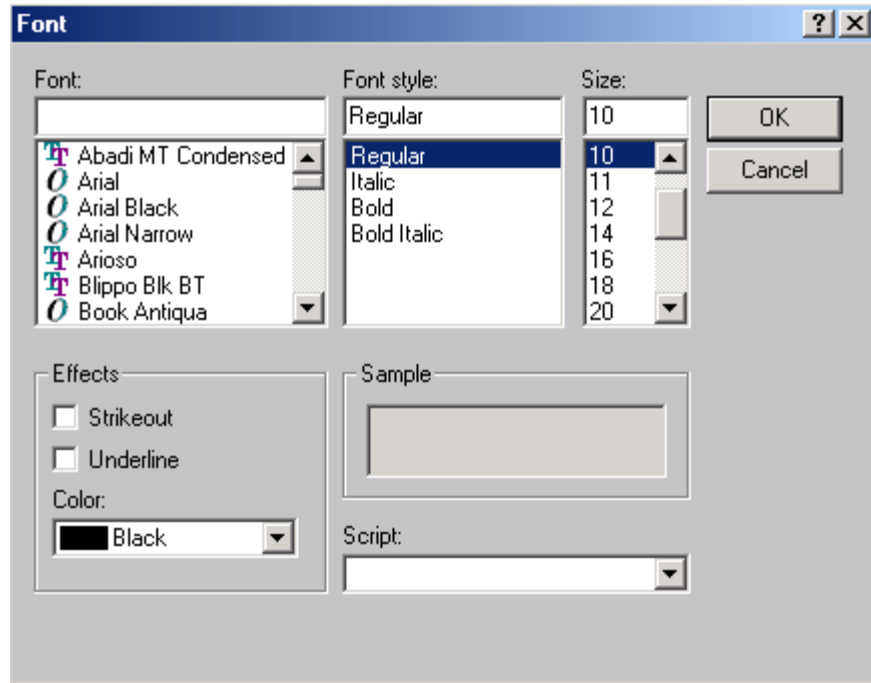 Font
Font:
Font style:
Size:
Regular
10
OK
Cancel
Abadi MT Condensed
Arial
Arial Black
Arial Narrow
Arioso
Blippo Blk BT
Book Antiqua
Regular
Italic
Bold
Bold Italic
10
11
12
14
16
18
20
Effects
Strikeout
Underline
Color:
Black
Sample
Script: